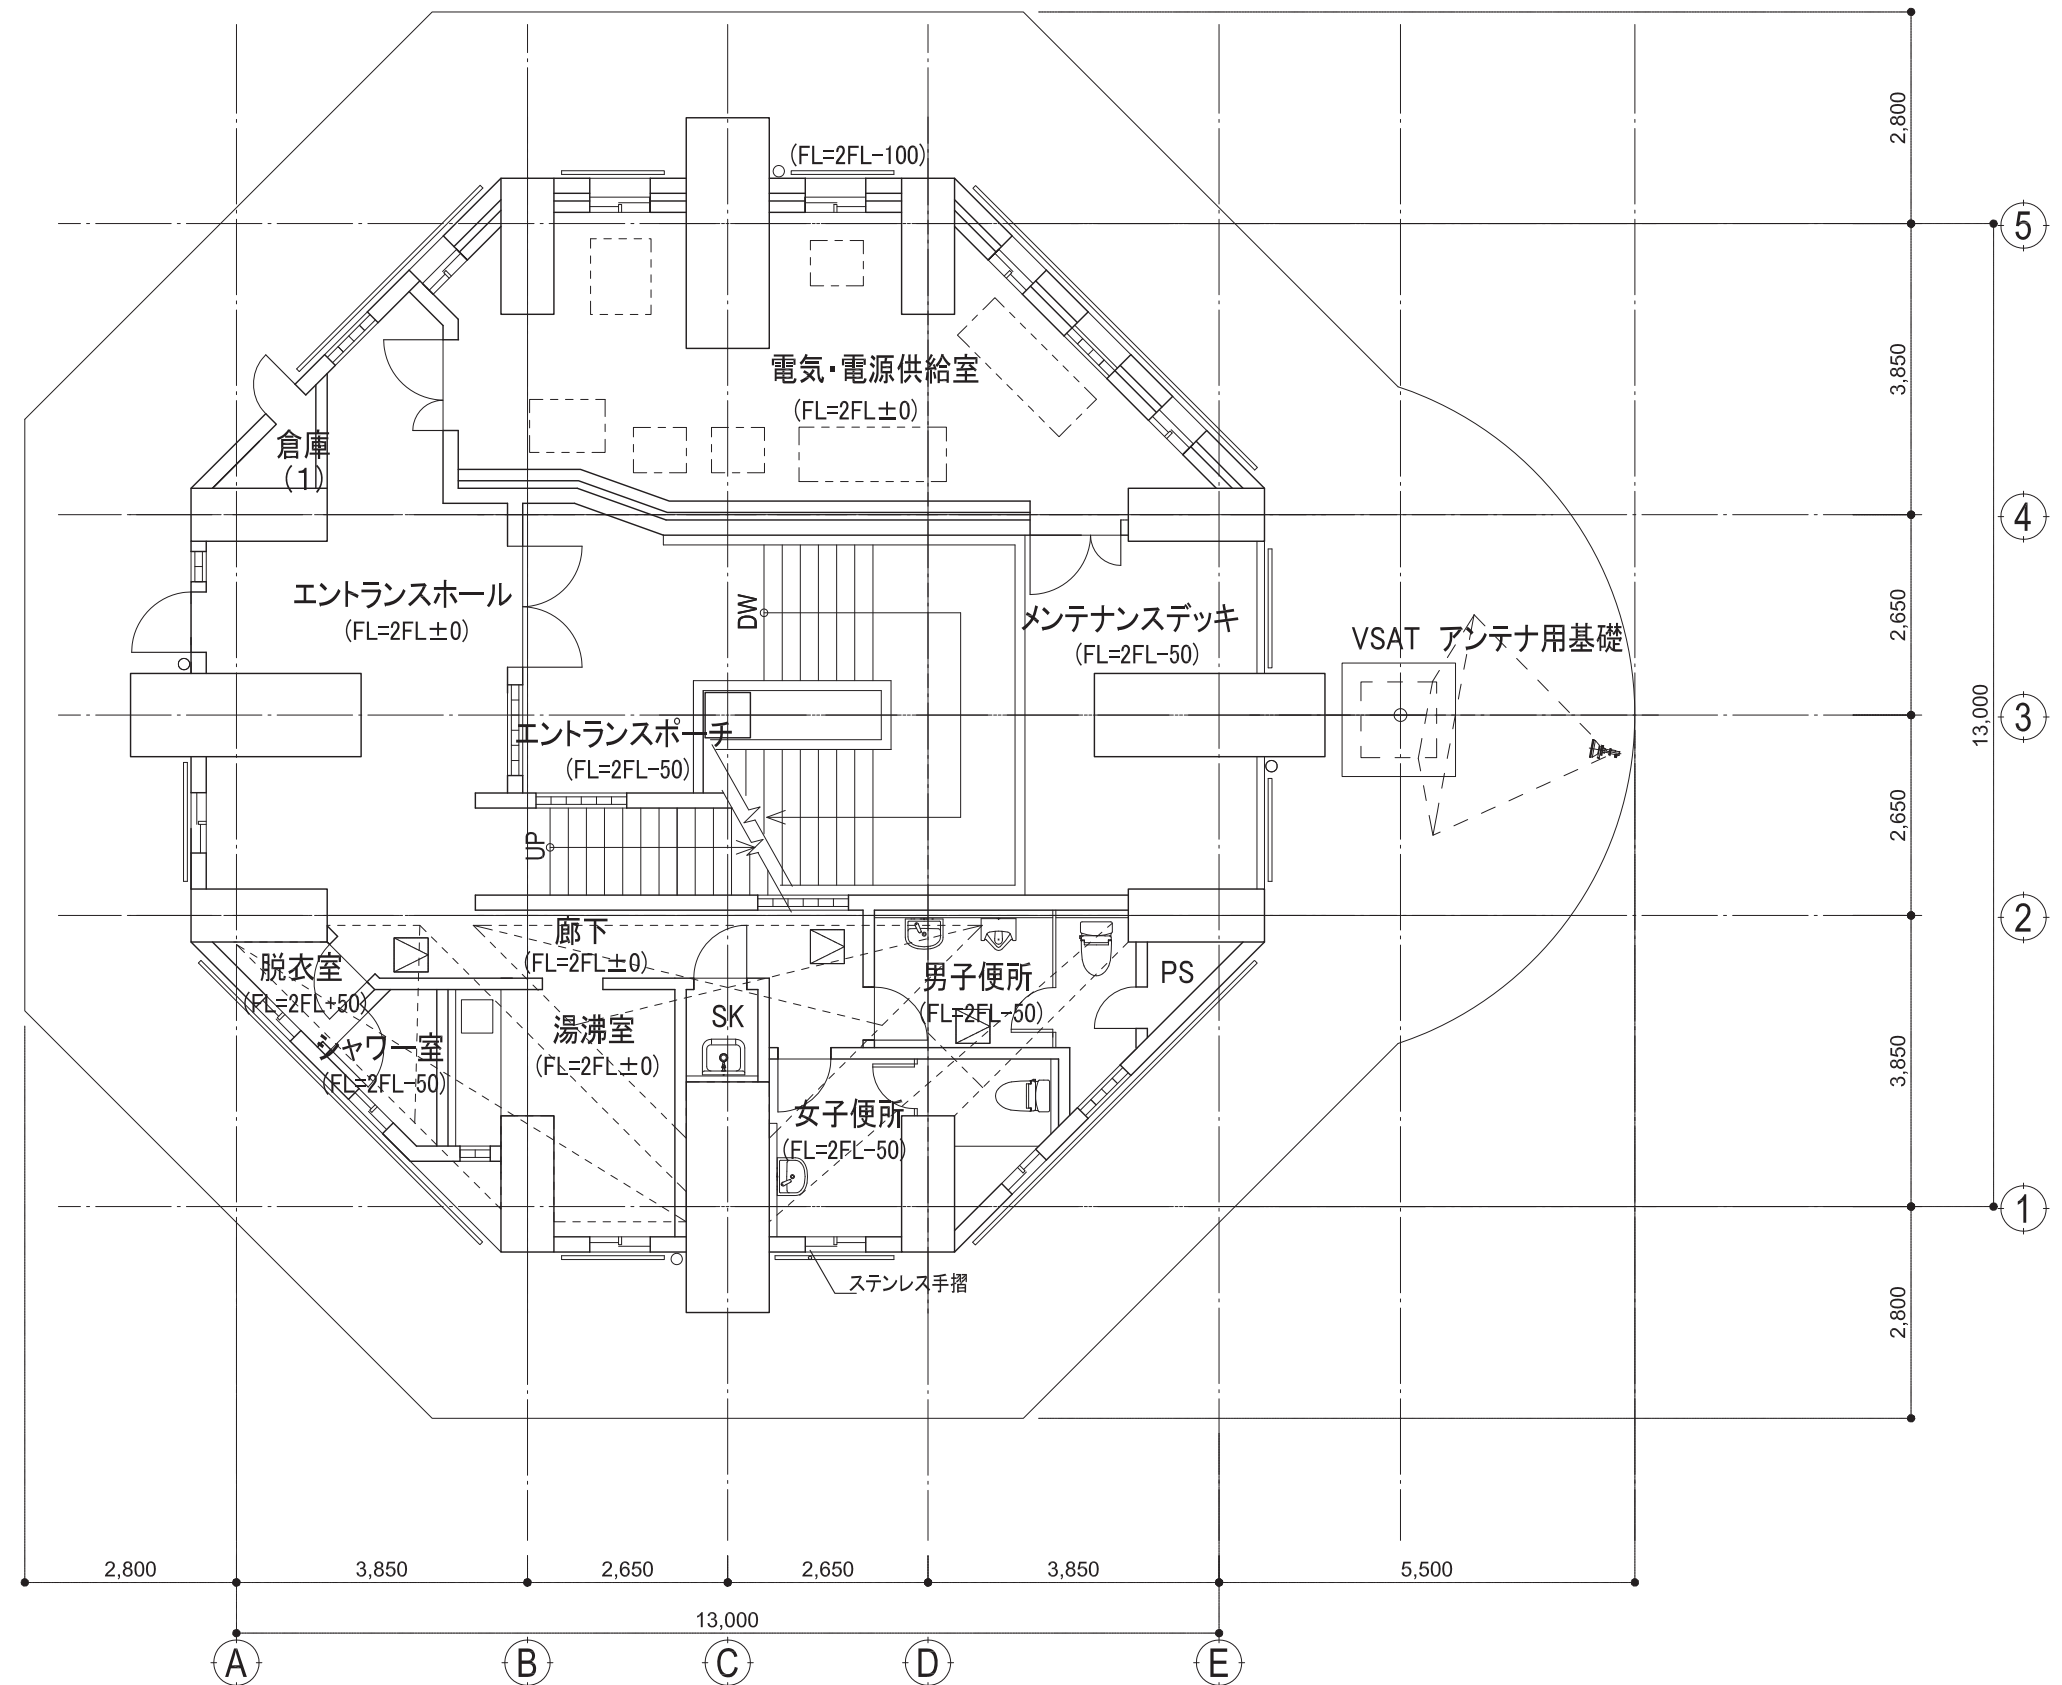 (FL=2FL-100)
2,800
5
電気・電源供給室
(FL=2FL±0)
3,850
倉庫
(1)
4
エントランスホール
(FL=2FL±0)
DW
メンテナンスデッキ
(FL=2FL-50)
VSAT アンテナ用基礎
2,650
エントランスポーチ
(FL=2FL-50)
13,000
3
UP
2,650
2
廊下
(FL=2FL±0)
脱衣室
(FL=2FL+50)
男子便所
(FL=2FL-50)
PS
SK
湯沸室
(FL=2FL±0)
シャワー室
(FL=2FL-50)
3,850
女子便所
(FL=2FL-50)
1
ステンレス手摺
2,800
2,800
3,850
2,650
2,650
3,850
5,500
13,000
A
B
C
D
E